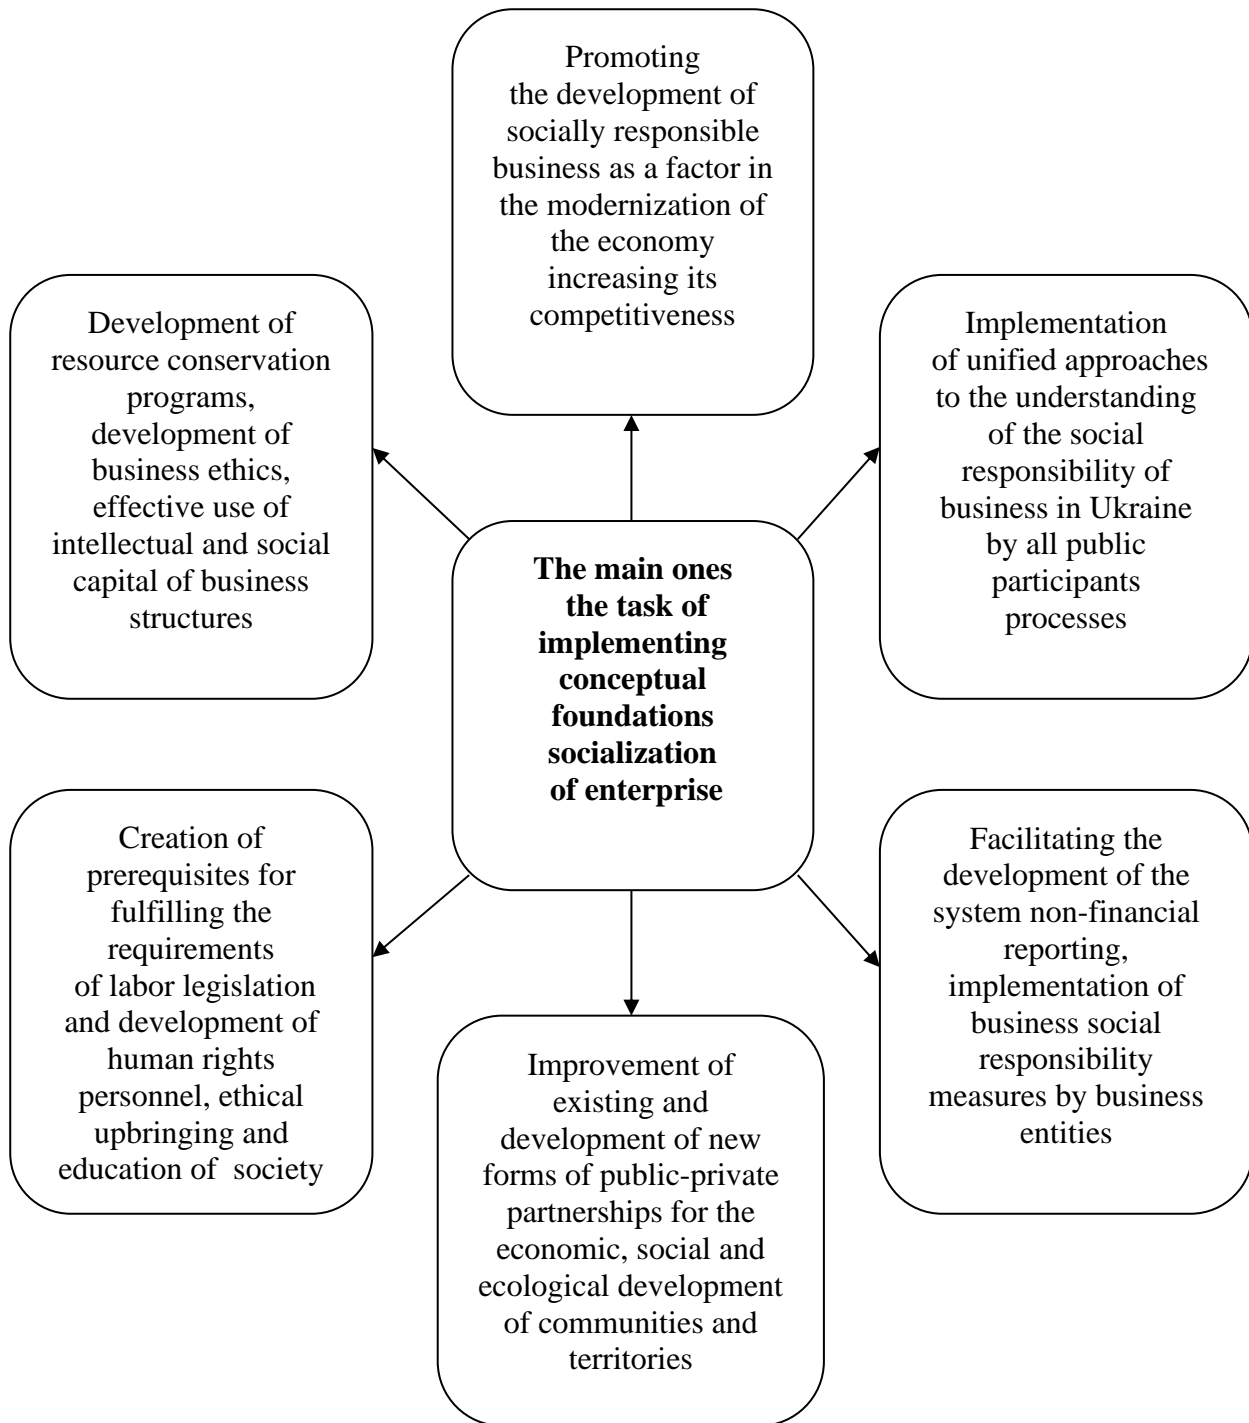 Promoting
the development of
socially responsible
business as a factor in
the modernization of
the economy
increasing its
competitiveness
Development of
resource conservation
programs,
development of
business ethics,
effective use of
intellectual and social
capital of business
structures
Implementation
of unified approaches
to the understanding
of the social
responsibility of
business in Ukraine
by all public
participants
processes
The main ones
the task of
implementing
conceptual
foundations
socialization
of enterprise
Creation of
prerequisites for
fulfilling the
requirements
of labor legislation
and development of
human rights
personnel, ethical
upbringing and
education of society
Facilitating the
development of the
system non-financial
reporting,
implementation of
business social
responsibility
measures by business
entities
Improvement of
existing and
development of new
forms of public-private
partnerships for the
economic, social and
ecological development
of communities and
territories